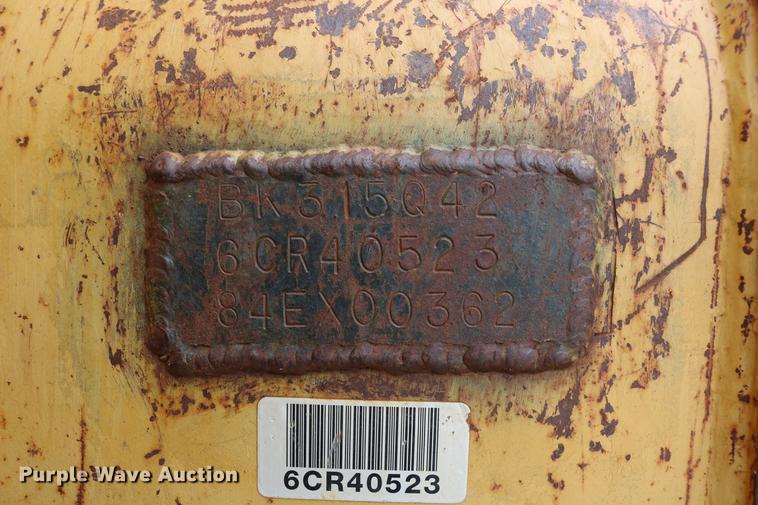 BK315Q42
6CR40523
84EX00362
6CR40523
Purple Wave Auction